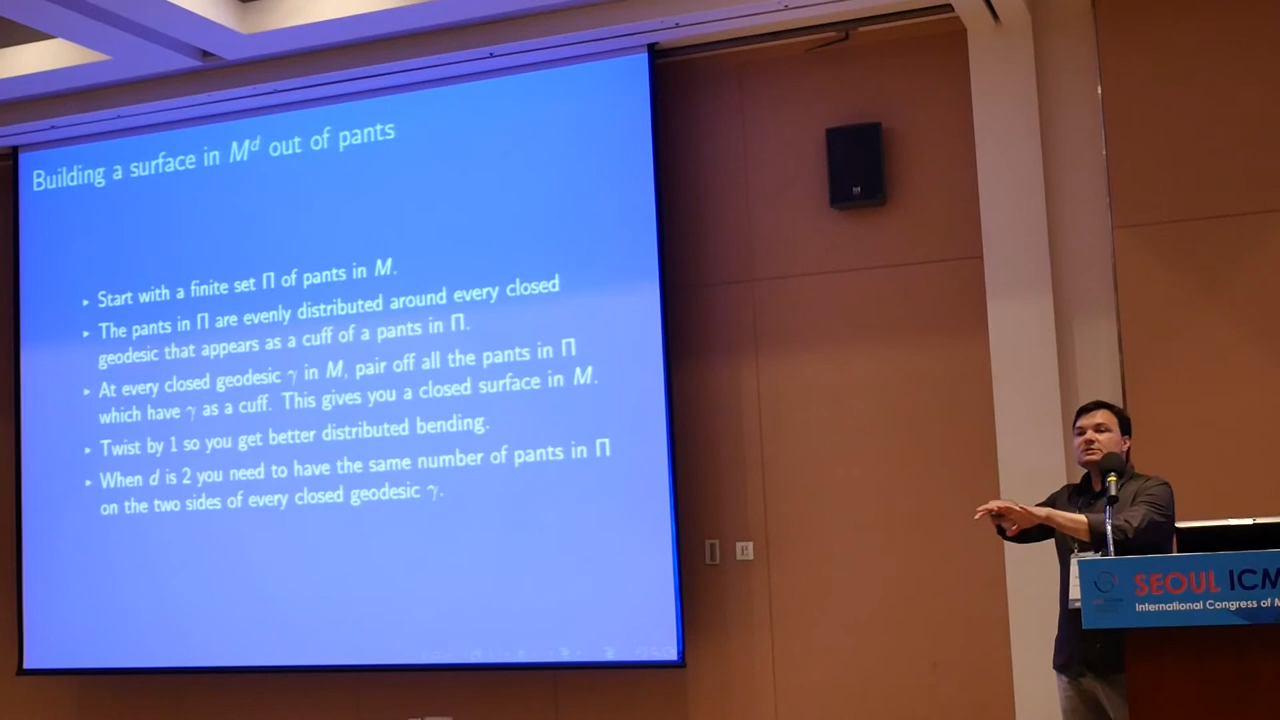 Building a surface in M^d out of pants
▸ Start with a finite set Π of pants in M.
▸ The pants in Π are evenly distributed around every closed
geodesic that appears as a cuff of a pants in Π.
▸ At every closed geodesic γ in M, pair off all the pants in Π
which have γ as a cuff. This gives you a closed surface in M.
▸ Twist by 1 so you get better distributed bending.
▸ When d is 2 you need to have the same number of pants in Π
on the two sides of every closed geodesic γ.
SEOUL ICM
International Congress of M